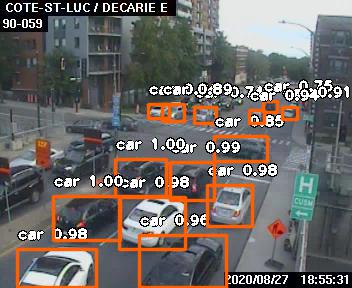 COTE-ST-LUC / DECARIE E
90-059
car 0.89
car 0.75
0.94
0.91
car 0.85
car 1.00
car 0.99
car 1.00
car 0.98
car 0.98
car 0.96
car 0.98
H
CUSM
2020/08/27 18:55:31